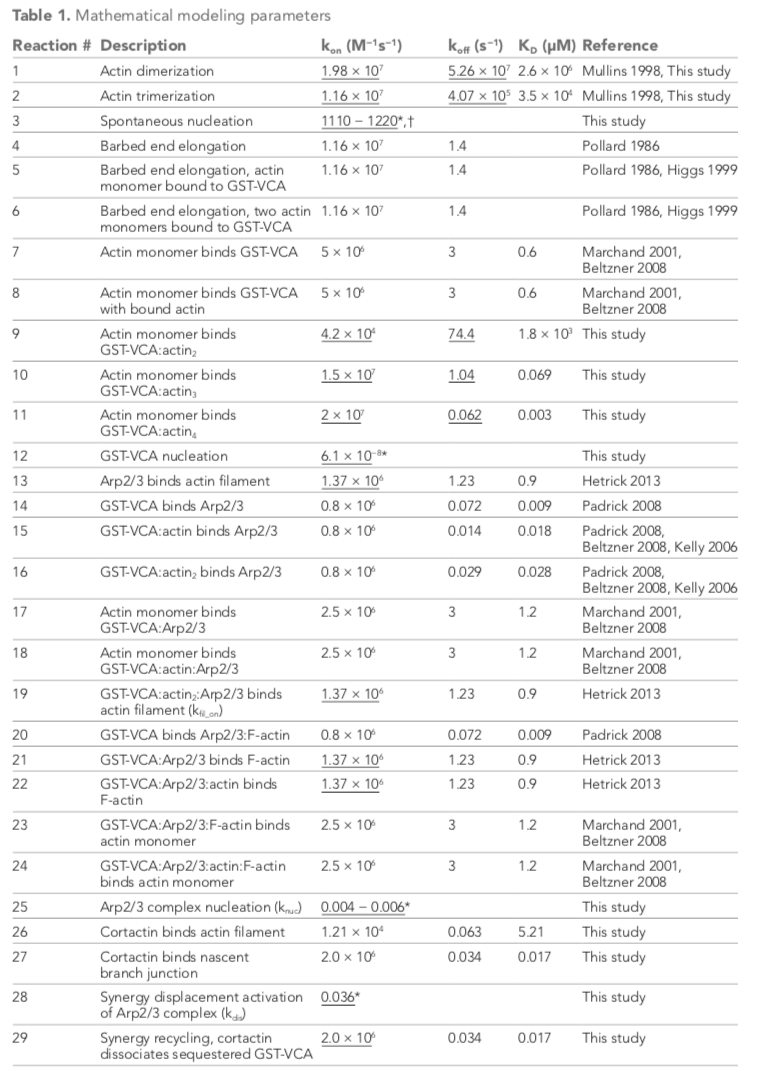 Table 1. Mathematical modeling parameters
Reaction # Description kₒₙ (M⁻¹s⁻¹) kₒff (s⁻¹) K_D (μM) Reference
1 Actin dimerization 1.98 × 10⁷ 5.26 × 10⁷ 2.6 × 10⁶ Mullins 1998, This study
2 Actin trimerization 1.16 × 10⁷ 4.07 × 10⁵ 3.5 × 10⁴ Mullins 1998, This study
3 Spontaneous nucleation 1110 – 1220*,† This study
4 Barbed end elongation 1.16 × 10⁷ 1.4 Pollard 1986
5 Barbed end elongation, actin 1.16 × 10⁷ 1.4 Pollard 1986, Higgs 1999
monomer bound to GST-VCA
6 Barbed end elongation, two actin 1.16 × 10⁷ 1.4 Pollard 1986, Higgs 1999
monomers bound to GST-VCA
7 Actin monomer binds GST-VCA 5 × 10⁶ 3 0.6 Marchand 2001,
Beltzner 2008
8 Actin monomer binds GST-VCA 5 × 10⁶ 3 0.6 Marchand 2001,
with bound actin Beltzner 2008
9 Actin monomer binds 4.2 × 10⁴ 74.4 1.8 × 10³ This study
GST-VCA:actin₂
10 Actin monomer binds 1.5 × 10⁷ 1.04 0.069 This study
GST-VCA:actin₃
11 Actin monomer binds 2 × 10⁷ 0.062 0.003 This study
GST-VCA:actin₄
12 GST-VCA nucleation 6.1 × 10⁻⁸* This study
13 Arp2/3 binds actin filament 1.37 × 10⁶ 1.23 0.9 Hetrick 2013
14 GST-VCA binds Arp2/3 0.8 × 10⁶ 0.072 0.009 Padrick 2008
15 GST-VCA:actin binds Arp2/3 0.8 × 10⁶ 0.014 0.018 Padrick 2008,
Beltzner 2008, Kelly 2006
16 GST-VCA:actin₂ binds Arp2/3 0.8 × 10⁶ 0.029 0.028 Padrick 2008,
Beltzner 2008, Kelly 2006
17 Actin monomer binds 2.5 × 10⁶ 3 1.2 Marchand 2001,
GST-VCA:Arp2/3 Beltzner 2008
18 Actin monomer binds 2.5 × 10⁶ 3 1.2 Marchand 2001,
GST-VCA:actin:Arp2/3 Beltzner 2008
19 GST-VCA:actin₂:Arp2/3 binds 1.37 × 10⁶ 1.23 0.9 Hetrick 2013
actin filament (k_fil_on)
20 GST-VCA binds Arp2/3:F-actin 0.8 × 10⁶ 0.072 0.009 Padrick 2008
21 GST-VCA:Arp2/3 binds F-actin 1.37 × 10⁶ 1.23 0.9 Hetrick 2013
22 GST-VCA:Arp2/3:actin binds 1.37 × 10⁶ 1.23 0.9 Hetrick 2013
F-actin
23 GST-VCA:Arp2/3:F-actin binds 2.5 × 10⁶ 3 1.2 Marchand 2001,
actin monomer Beltzner 2008
24 GST-VCA:Arp2/3:actin:F-actin 2.5 × 10⁶ 3 1.2 Marchand 2001,
binds actin monomer Beltzner 2008
25 Arp2/3 complex nucleation (k_nuc) 0.004 – 0.006* This study
26 Cortactin binds actin filament 1.21 × 10⁴ 0.063 5.21 This study
27 Cortactin binds nascent 2.0 × 10⁶ 0.034 0.017 This study
branch junction
28 Synergy displacement activation 0.036* This study
of Arp2/3 complex (k_dis)
29 Synergy recycling, cortactin 2.0 × 10⁶ 0.034 0.017 This study
dissociates sequestered GST-VCA